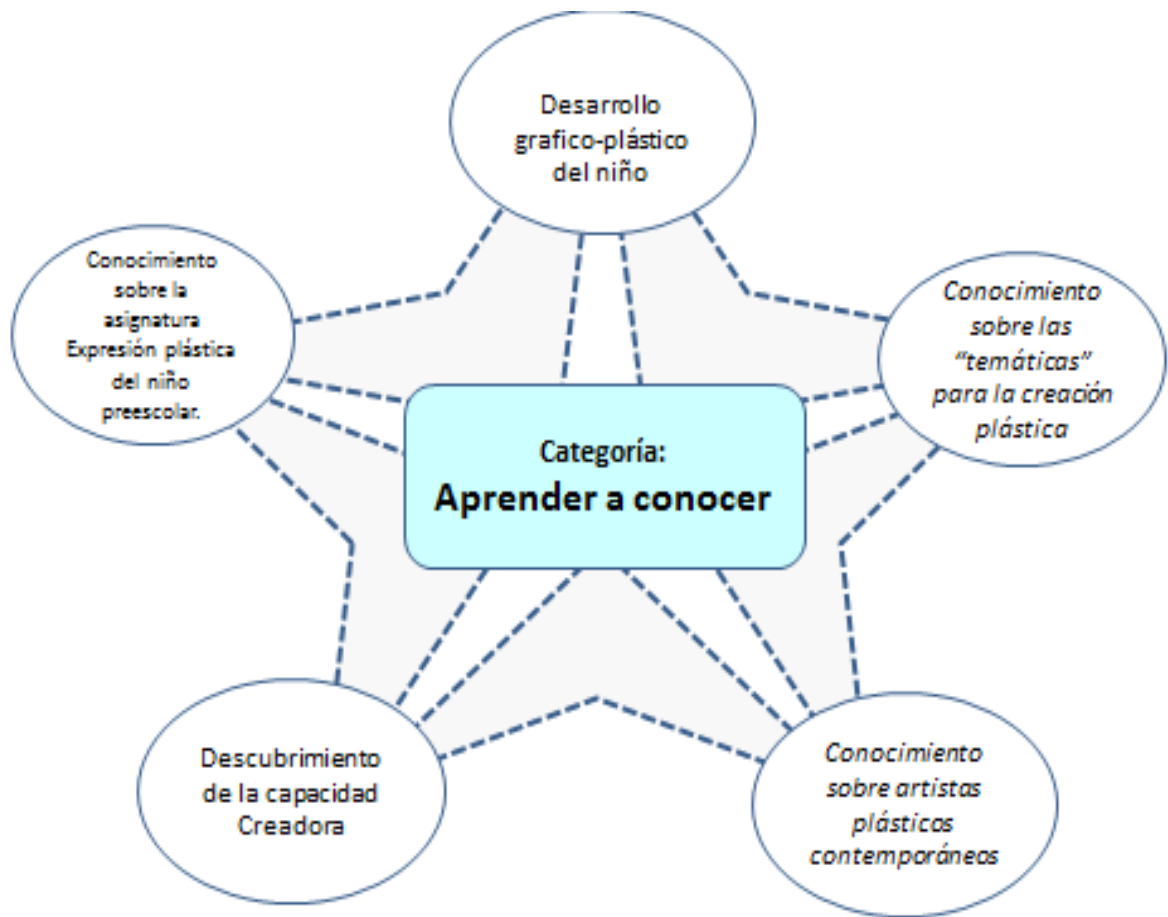 Desarrollo
grafico-plástico
del niño
Conocimiento
sobre la
asignatura
Expresión plástica
del niño
preescolar.
Conocimiento
sobre las
“temáticas”
para la creación
plástica
Categoría:
Aprender a conocer
Descubrimiento
de la capacidad
Creadora
Conocimiento
sobre artistas
plásticos
contemporáneos